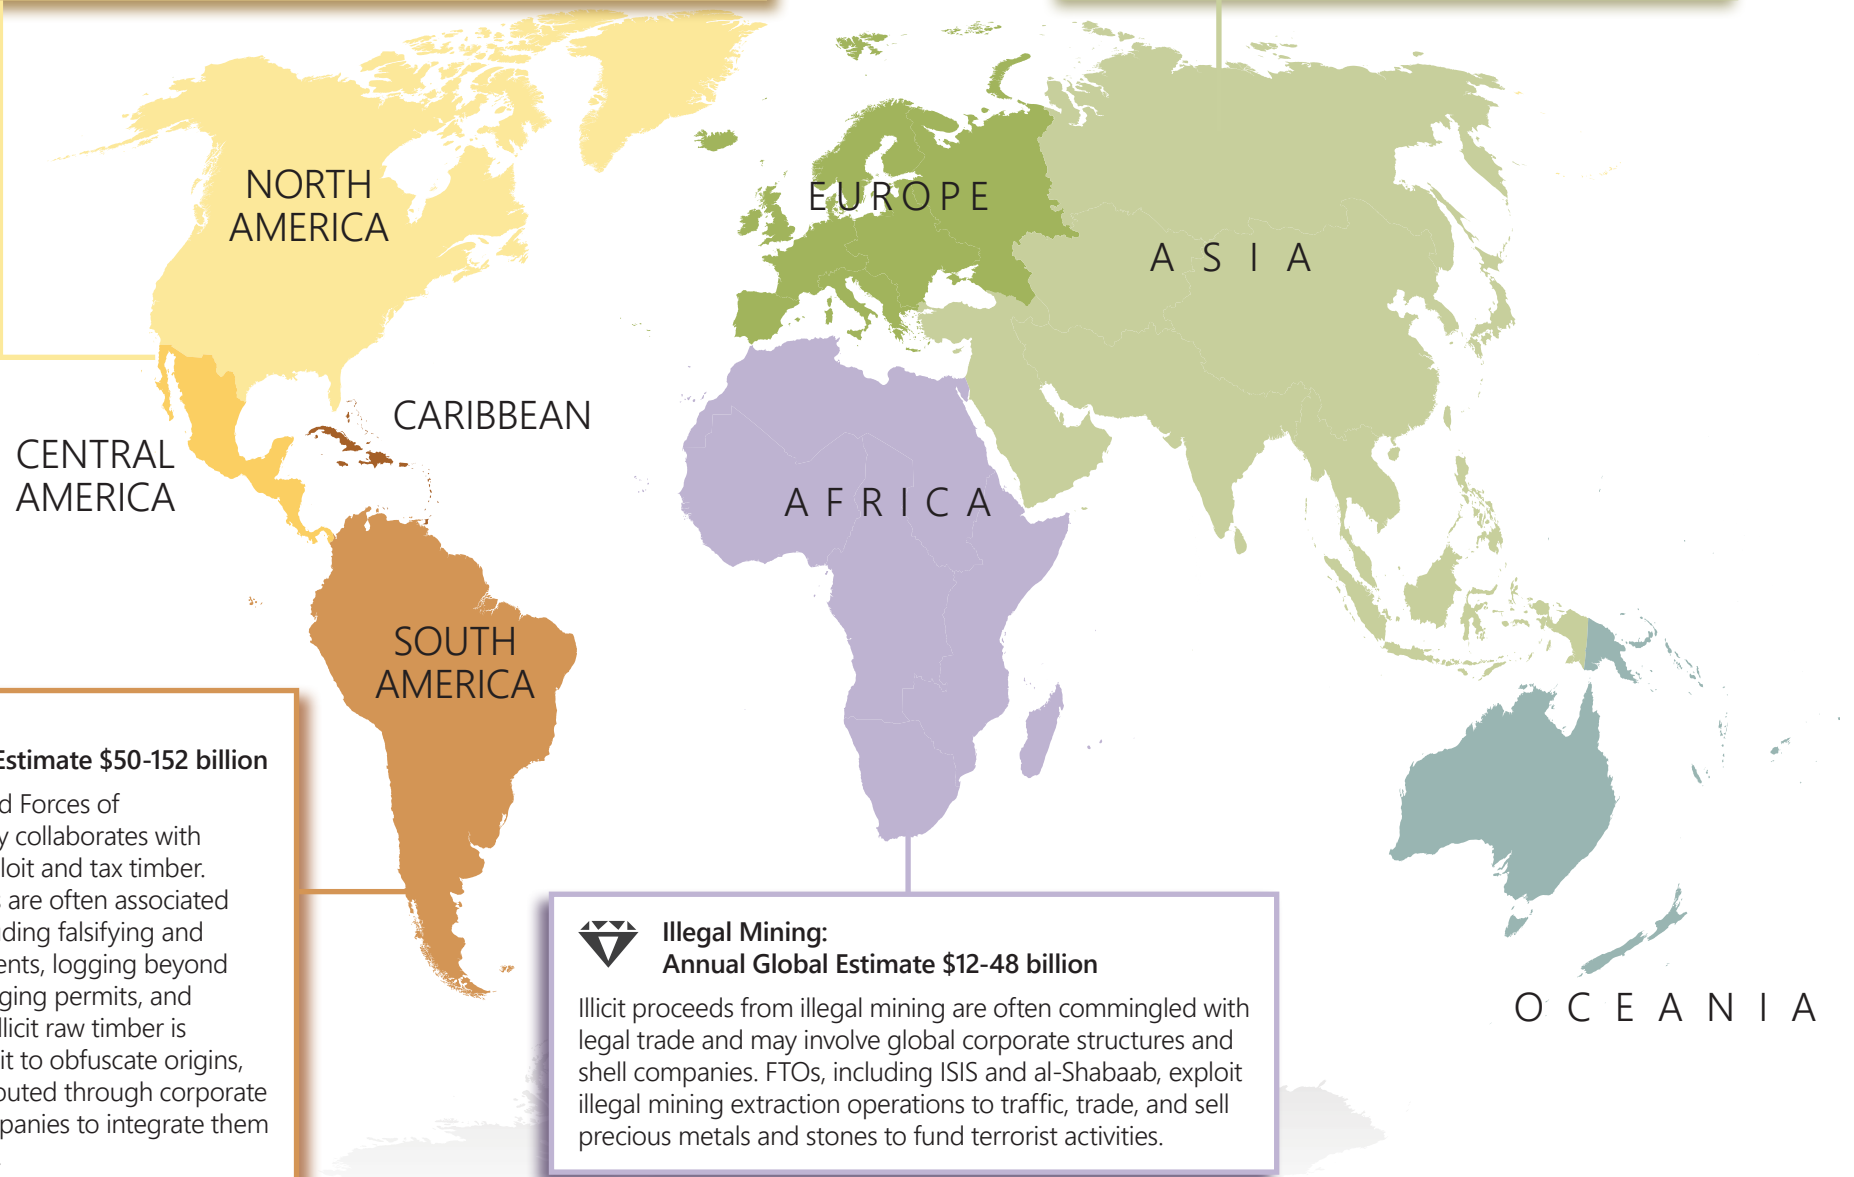 NORTH
AMERICA
EUROPE
ASIA
CARIBBEAN
CENTRAL
AMERICA
AFRICA
SOUTH
AMERICA
OCEANIA
Estimate $50-152 billion
d Forces of
y collaborates with
loit and tax timber.
s are often associated
iding falsifying and
ents, logging beyond
ging permits, and
llicit raw timber is
it to obfuscate origins,
outed through corporate
panies to integrate them
Illegal Mining:
Annual Global Estimate $12-48 billion
Illicit proceeds from illegal mining are often commingled with
legal trade and may involve global corporate structures and
shell companies. FTOs, including ISIS and al-Shabaab, exploit
illegal mining extraction operations to traffic, trade, and sell
precious metals and stones to fund terrorist activities.